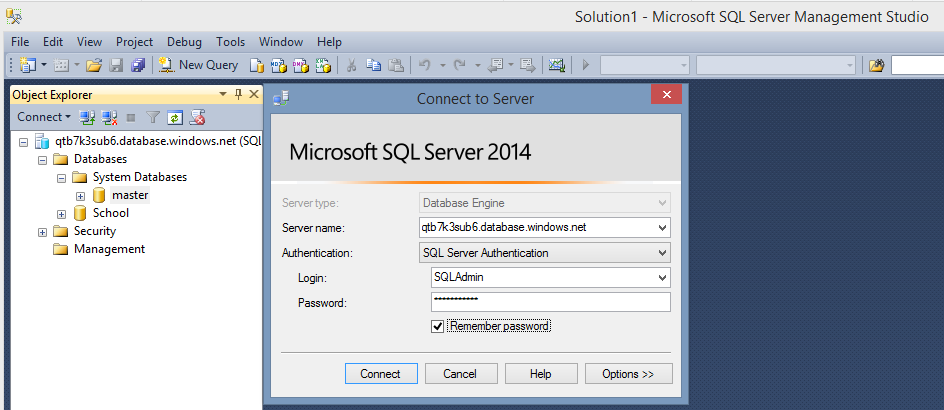 Solution1 - Microsoft SQL Server Management Studio
File Edit View Project Debug Tools Window Help
New Query
Object Explorer
Connect
qtb7k3sub6.database.windows.net (SQL
Databases
System Databases
master
School
Security
Management
Connect to Server
Microsoft SQL Server 2014
Server type: Database Engine
Server name: qtb7k3sub6.database.windows.net
Authentication: SQL Server Authentication
Login: SQLAdmin
Password: ***********
Remember password
Connect Cancel Help Options >>